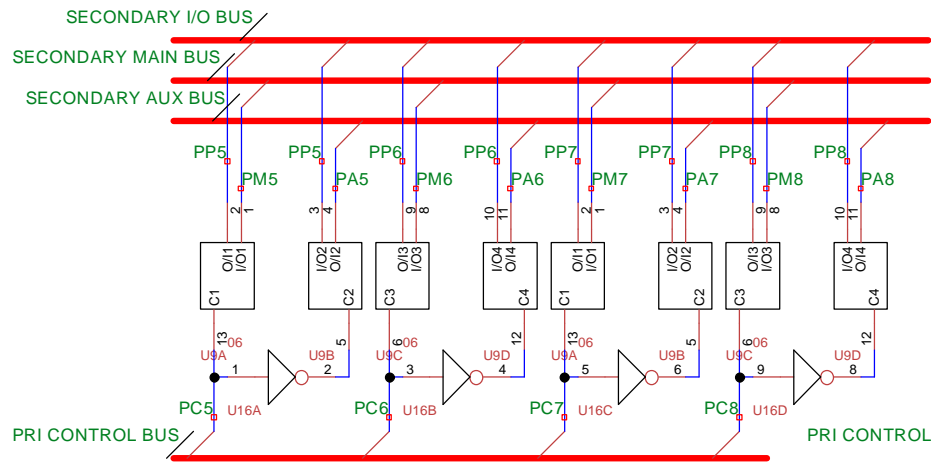 SECONDARY I/O BUS
SECONDARY MAIN BUS
SECONDARY AUX BUS
PP5 PP5 PP6 PP6 PP7 PP7 PP8 PP8
PM5 PA5 PM6 PA6 PM7 PA7 PM8 PA8
2 1 3 4 9 8 10 11 2 1 3 4 9 8 10 11
O/I1 I/O1 I/O2 O/I2 O/I3 I/O3 I/O4 O/I4 O/I1 I/O1 I/O2 O/I2 O/I3 I/O3 I/O4 O/I4
C1 C2 C3 C4 C1 C2 C3 C4
13 06 5 6 06 12 13 06 5 6 06 12
U9A U9B U9C U9D U9A U9B U9C U9D
1 2 3 4 5 6 9 8
PC5 U16A PC6 U16B PC7 U16C PC8 U16D
PRI CONTROL BUS PRI CONTROL